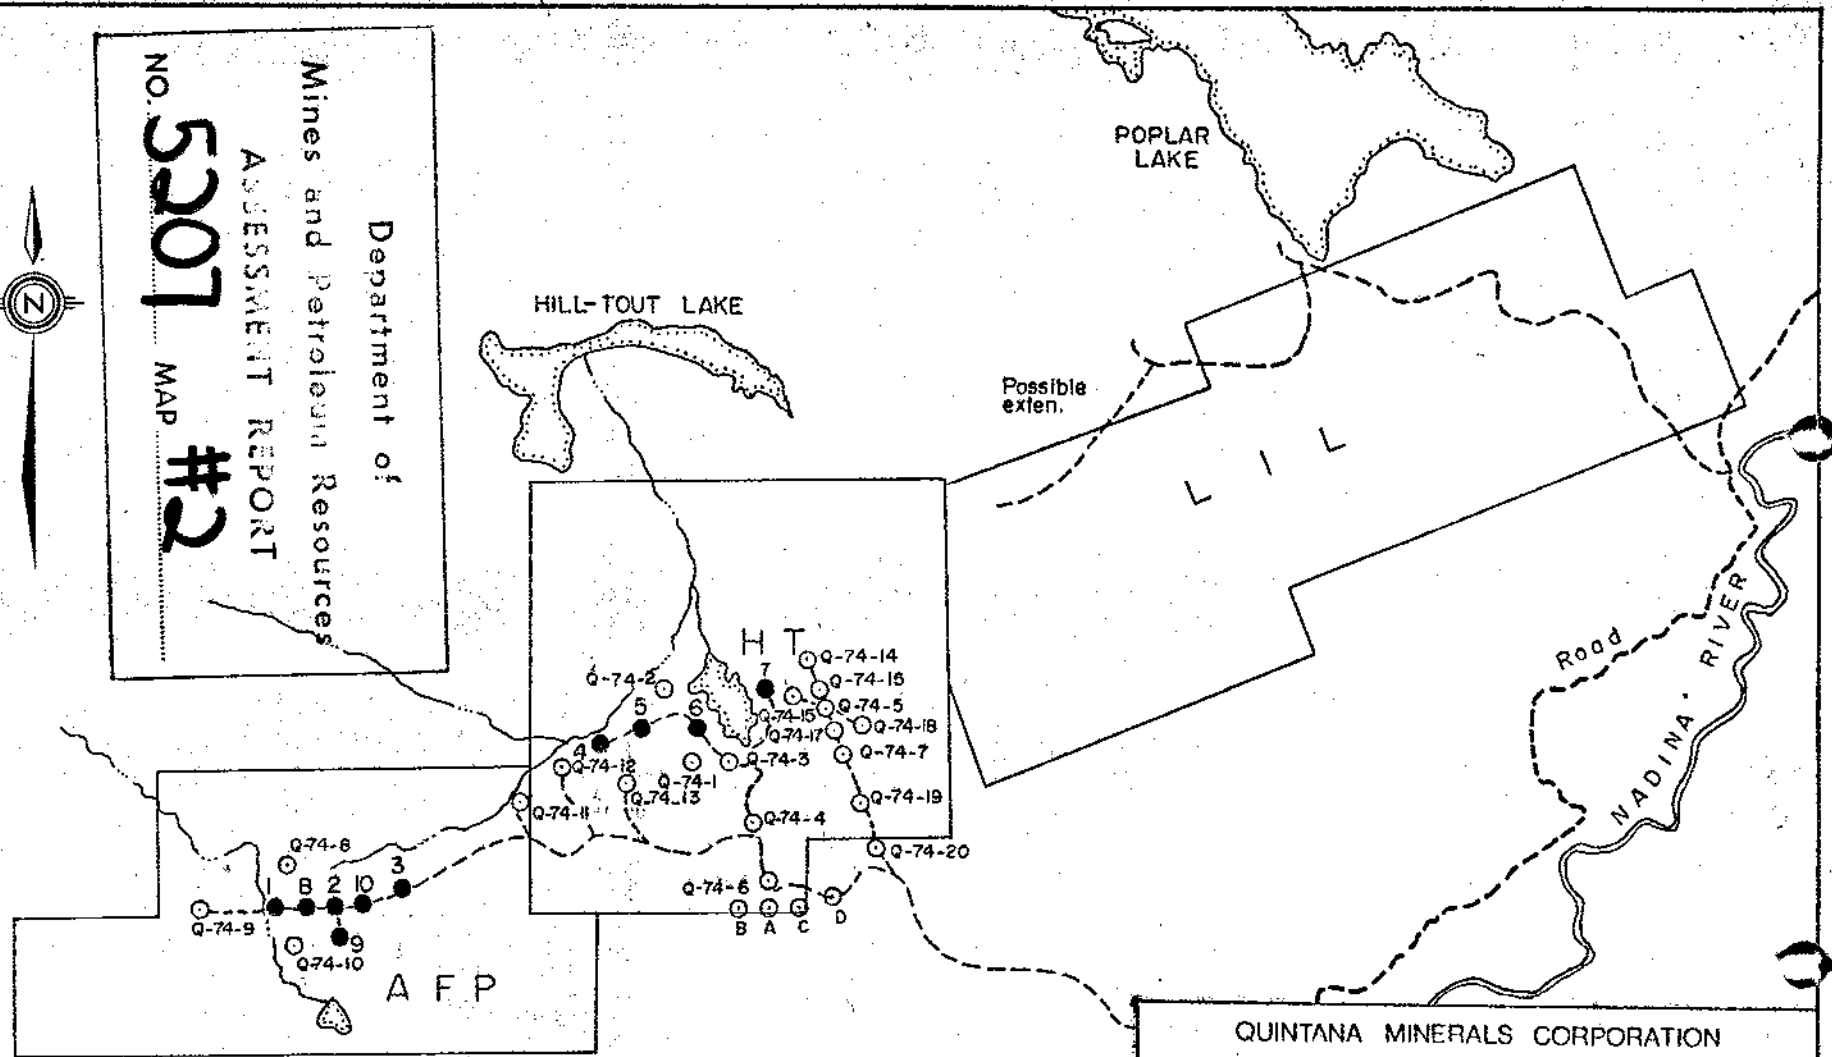 Department of
Mines and Petroleum Resources
ASSESSMENT REPORT
NO. 5207 MAP #2
N
POPLAR
LAKE
HILL-TOUT LAKE
Possible
exten.
L I L
Road
NADINA RIVER
H T
Q-74-14
7
Q-74-2
Q-74-16
5
6
Q-74-15
Q-74-5
Q-74-18
4
Q-74-17
Q-74-12
Q-74-1
Q-74-3
Q-74-7
Q-74-13
Q-74-11
Q-74-19
Q-74-4
Q-74-8
Q-74-20
3
1
8
2
10
Q-74-6
Q-74-9
B
A
C
D
9
Q-74-10
A F P
QUINTANA MINERALS CORPORATION